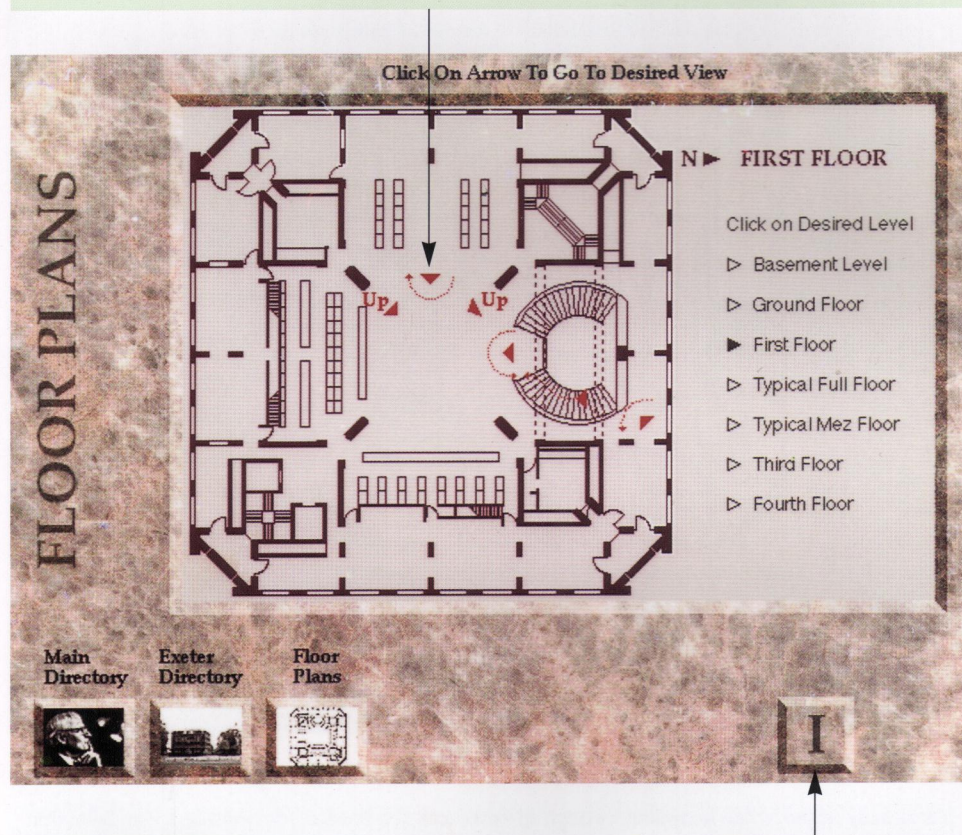 Click On Arrow To Go To Desired View
FLOOR PLANS
N
FIRST FLOOR
Up
Up
Click on Desired Level
Basement Level
Ground Floor
First Floor
Typical Full Floor
Typical Mez Floor
Third Floor
Fourth Floor
Main
Directory
Exeter
Directory
Floor
Plans
I